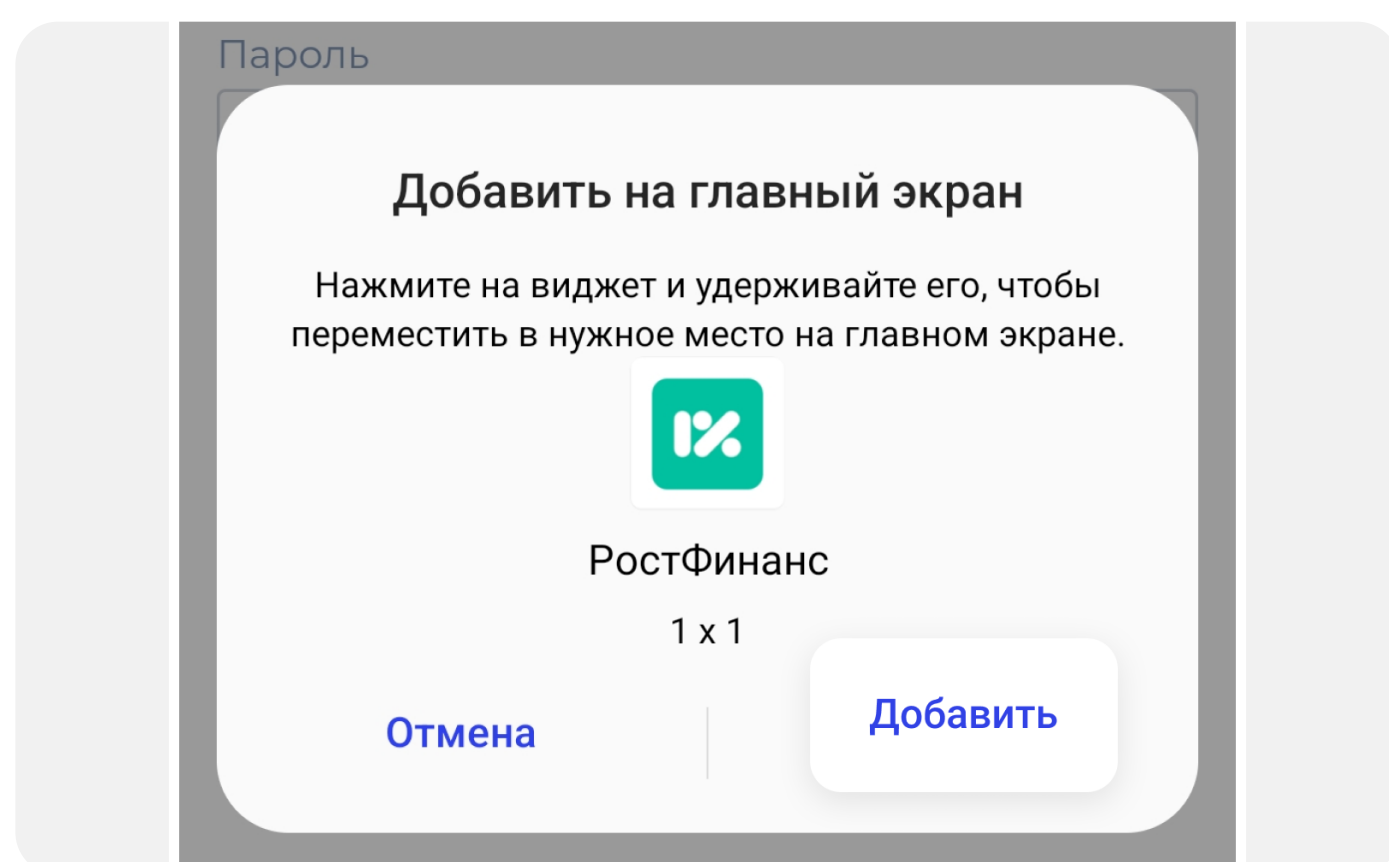 Пароль
Добавить на главный экран
Нажмите на виджет и удерживайте его, чтобы
переместить в нужное место на главном экране.
РостФинанс
1 x 1
Отмена
Добавить